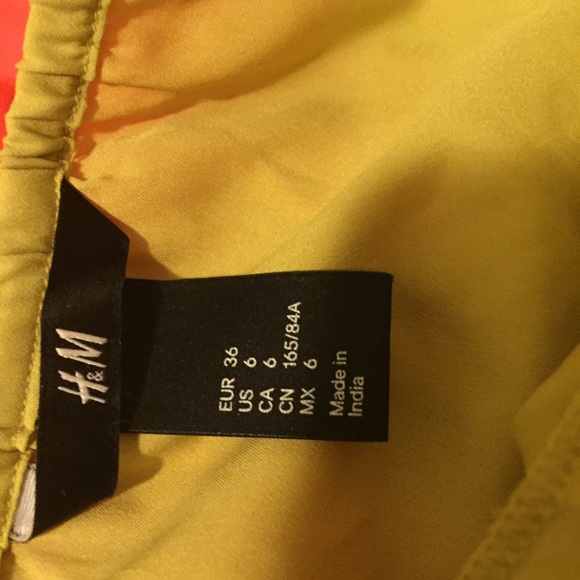 H&M
EUR 36
US 6
CA 6
CN 165/84A
MX 6
Made in
India